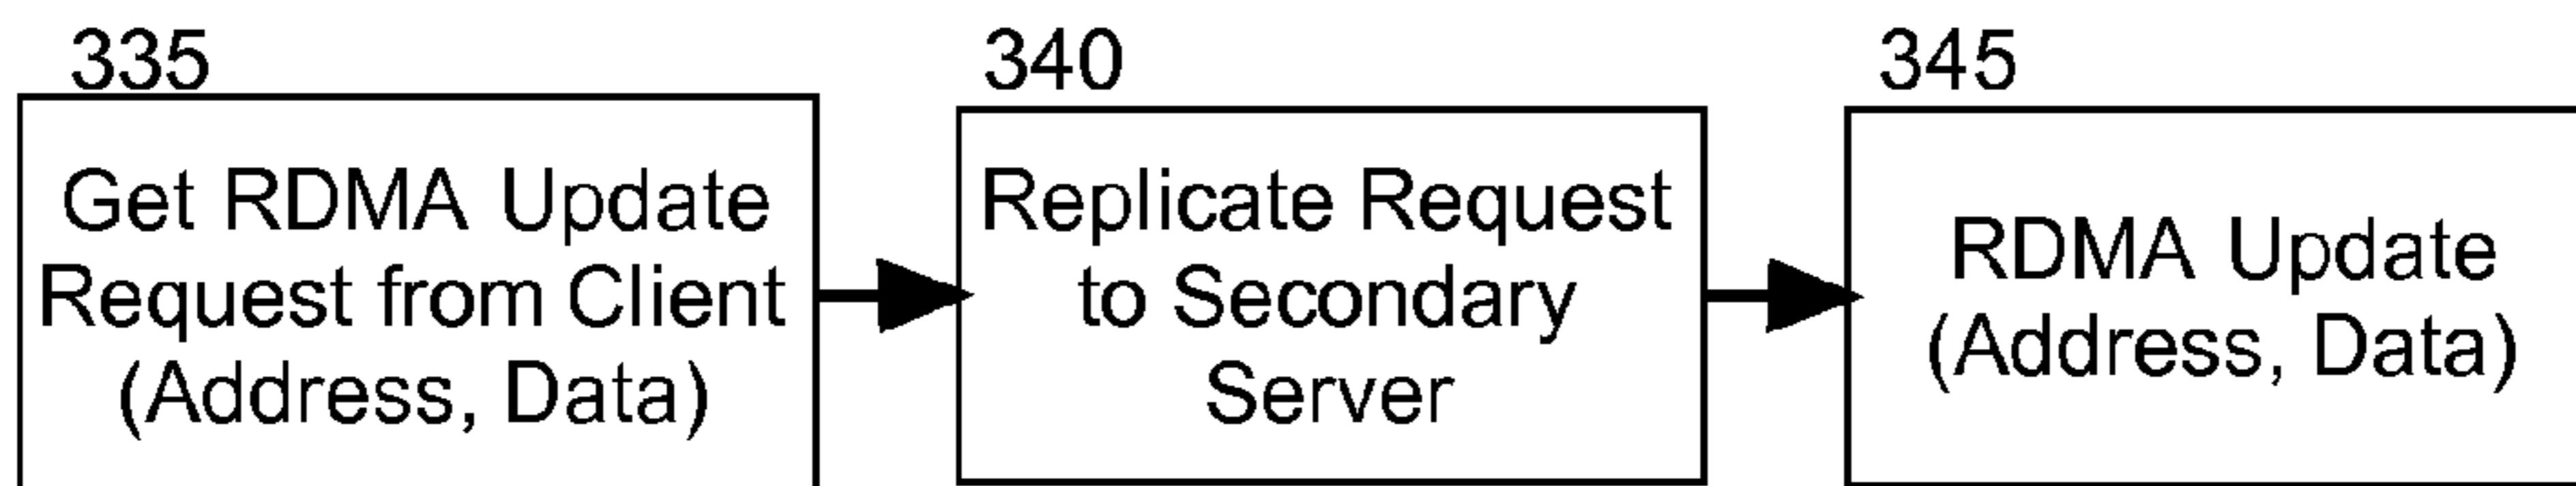 335
Get RDMA Update
Request from Client
(Address, Data)
340
Replicate Request
to Secondary
Server
345
RDMA Update
(Address, Data)